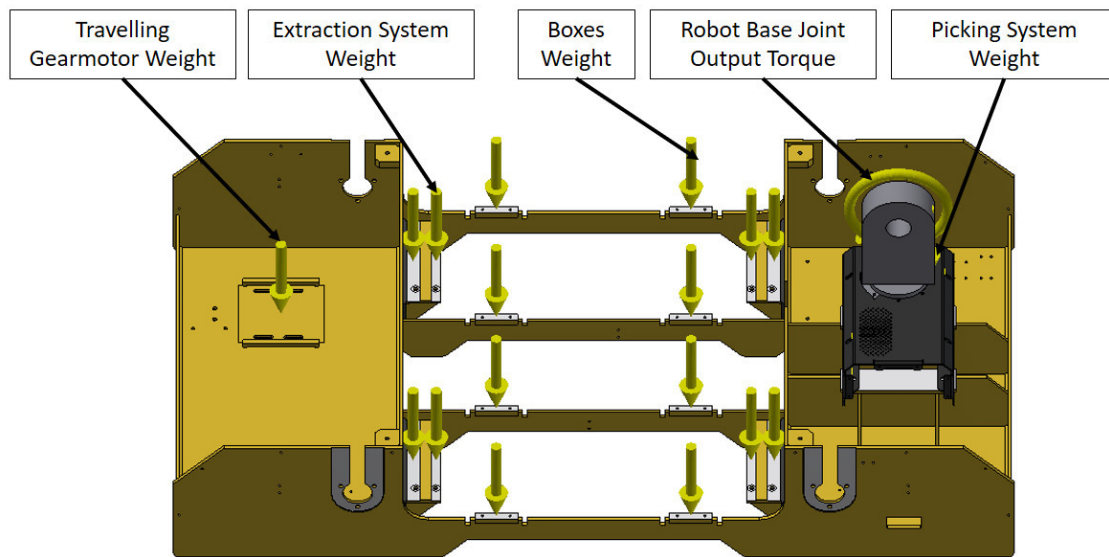 Travelling
Gearmotor Weight
Extraction System
Weight
Boxes
Weight
Robot Base Joint
Output Torque
Picking System
Weight